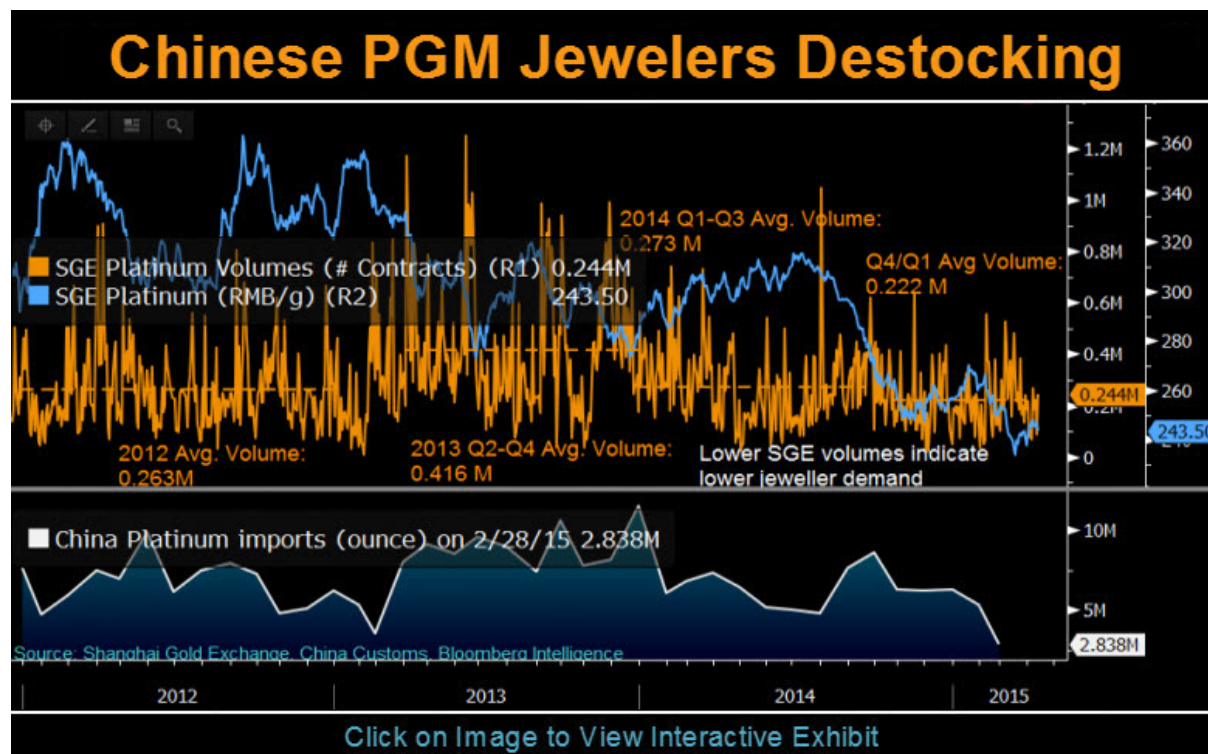 Chinese PGM Jewelers Destocking
1.2M
1M
0.8M
0.6M
0.4M
0.244M
0.2M
0
360
340
320
300
280
260
243.50
2014 Q1-Q3 Avg. Volume:
0.273 M
Q4/Q1 Avg Volume:
0.222 M
SGE Platinum Volumes (# Contracts) (R1) 0.244M
SGE Platinum (RMB/g) (R2) 243.50
2012 Avg. Volume:
0.263M
2013 Q2-Q4 Avg. Volume:
0.416 M
Lower SGE volumes indicate
lower jeweller demand
China Platinum imports (ounce) on 2/28/15 2.838M
10M
5M
2.838M
Source: Shanghai Gold Exchange, China Customs, Bloomberg Intelligence
2012 2013 2014 2015
Click on Image to View Interactive Exhibit